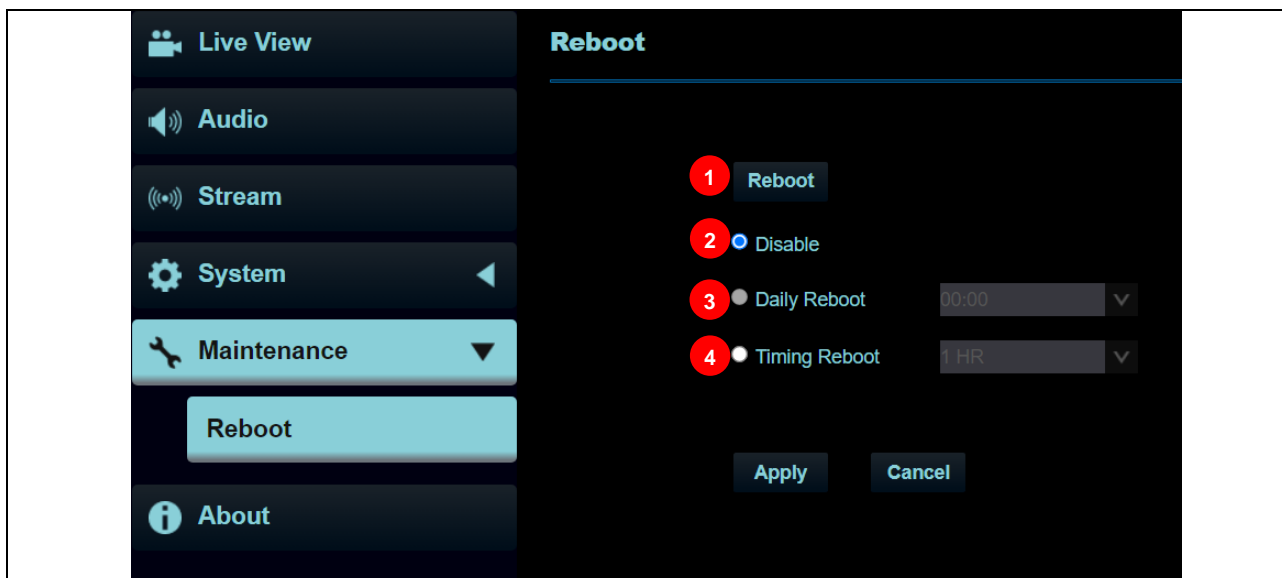 Live View
Audio
Stream
System
Maintenance
Reboot
About
Reboot
1 Reboot
2 Disable
3 Daily Reboot 00:00
4 Timing Reboot 1 HR
Apply Cancel